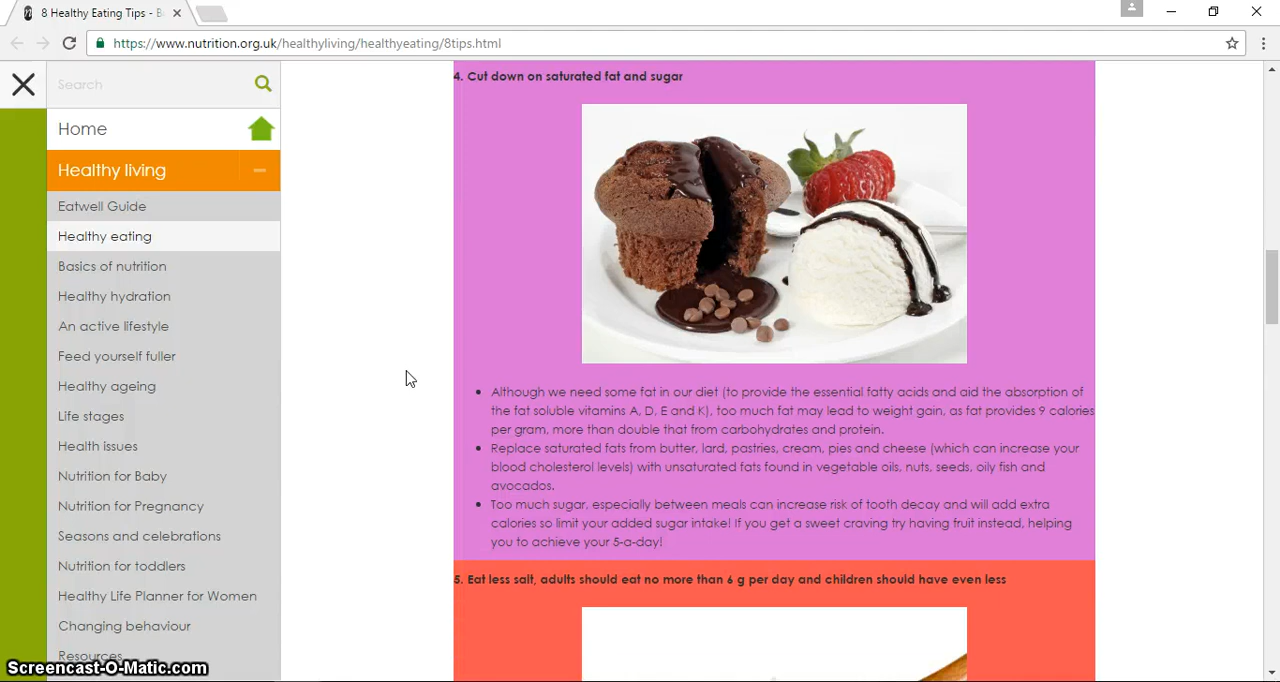 8 Healthy Eating Tips - B
https://www.nutrition.org.uk/healthyliving/healthyeating/8tips.html
Search
Home
Healthy living
Eatwell Guide
Healthy eating
Basics of nutrition
Healthy hydration
An active lifestyle
Feed yourself fuller
Healthy ageing
Life stages
Health issues
Nutrition for Baby
Nutrition for Pregnancy
Seasons and celebrations
Nutrition for toddlers
Healthy Life Planner for Women
Changing behaviour
Resources
4. Cut down on saturated fat and sugar
Although we need some fat in our diet (to provide the essential fatty acids and aid the absorption of
the fat soluble vitamins A, D, E and K), too much fat may lead to weight gain, as fat provides 9 calories
per gram, more than double that from carbohydrates and protein.
Replace saturated fats from butter, lard, pastries, cream, pies and cheese (which can increase your
blood cholesterol levels) with unsaturated fats found in vegetable oils, nuts, seeds, oily fish and
avocados.
Too much sugar, especially between meals can increase risk of tooth decay and will add extra
calories so limit your added sugar intake! If you get a sweet craving try having fruit instead, helping
you to achieve your 5-a-day!
5. Eat less salt, adults should eat no more than 6 g per day and children should have even less
Screencast-O-Matic.com